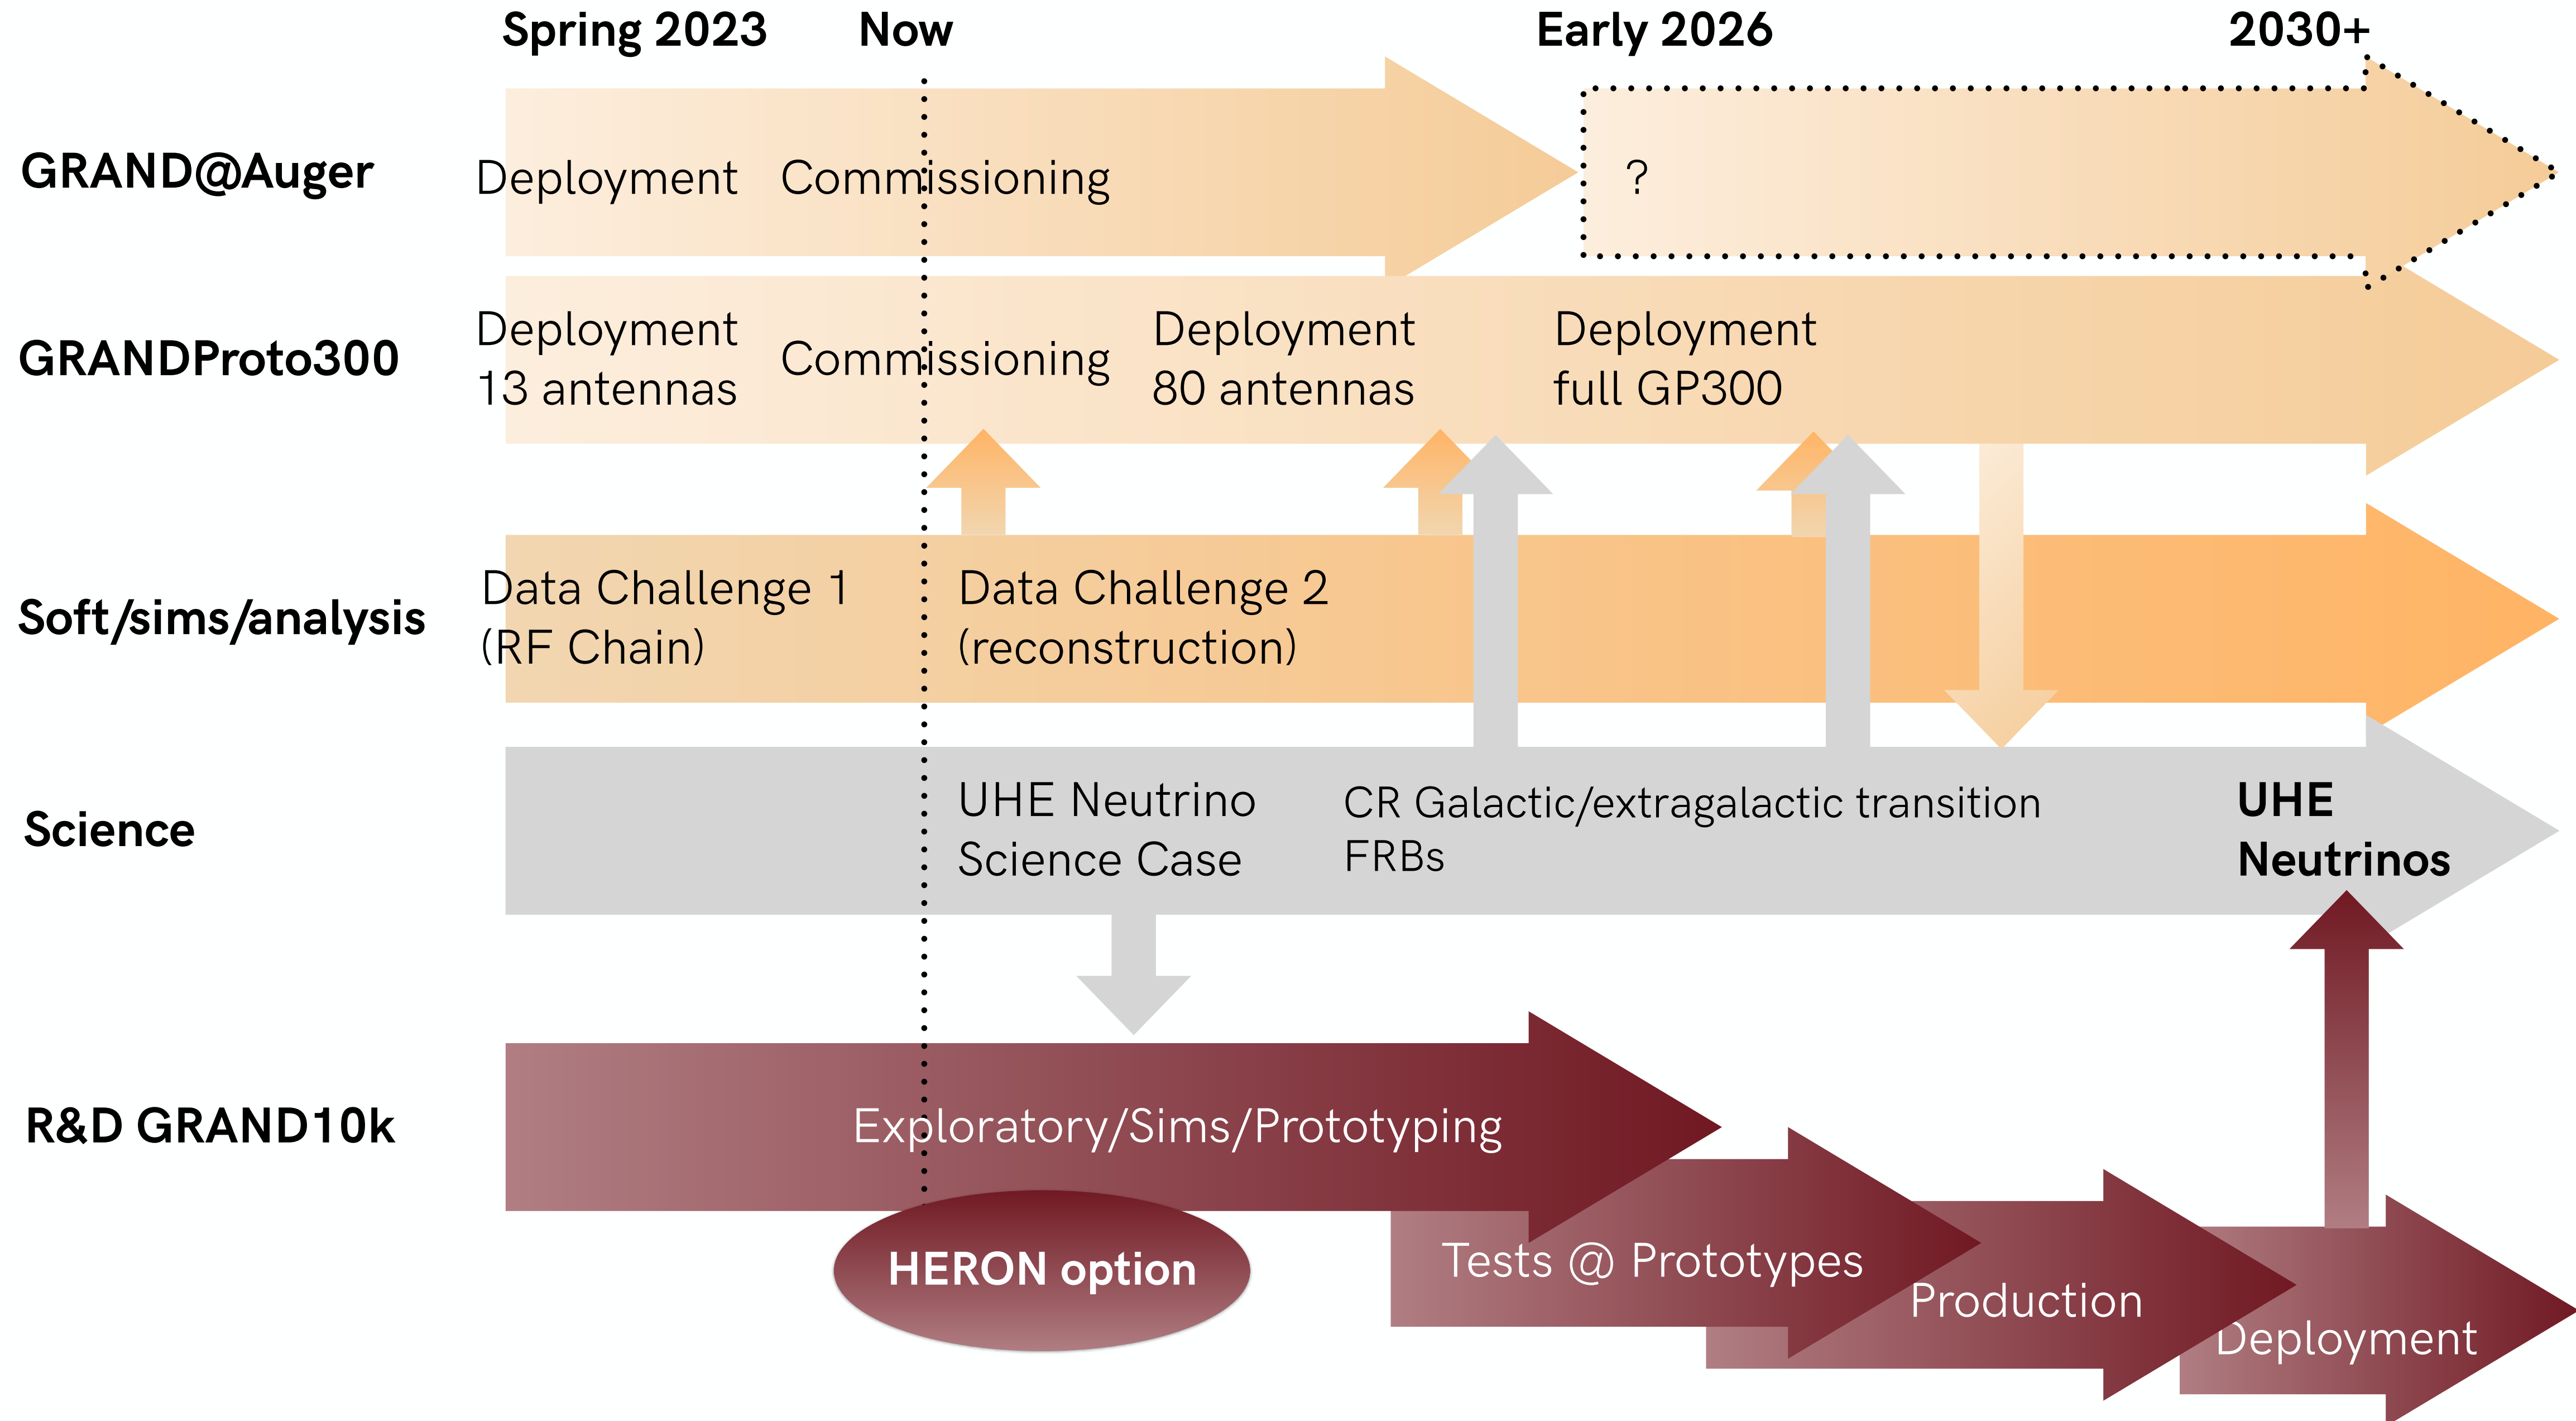 Spring 2023
Now
Early 2026
2030+
GRAND@Auger
Deployment
Commissioning
?
GRANDProto300
Deployment
13 antennas
Commissioning
Deployment
80 antennas
Deployment
full GP300
Soft/sims/analysis
Data Challenge 1
(RF Chain)
Data Challenge 2
(reconstruction)
Science
UHE Neutrino
Science Case
CR Galactic/extragalactic transition
FRBs
UHE
Neutrinos
R&D GRAND10k
Exploratory/Sims/Prototyping
HERON option
Tests @ Prototypes
Production
Deployment